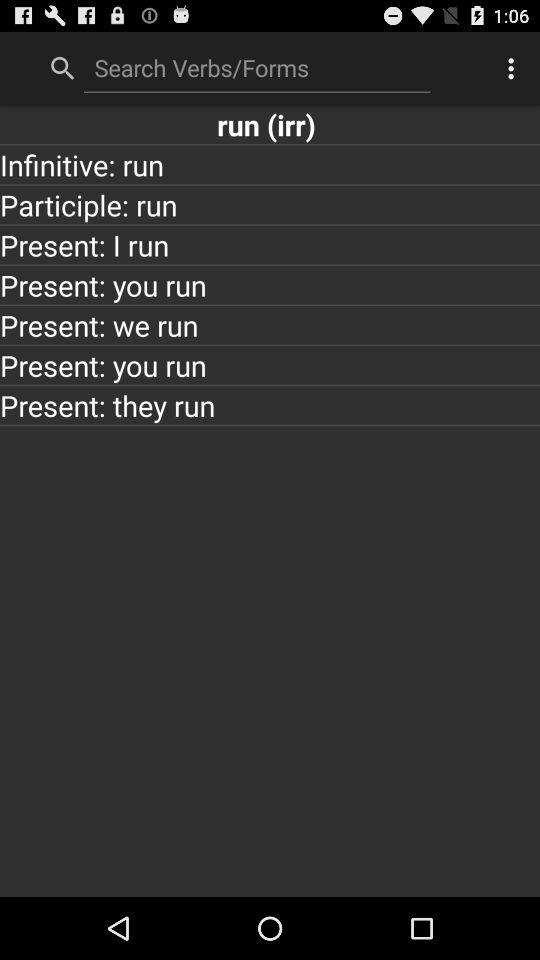 1:06
Search Verbs/Forms
run (irr)
Infinitive: run
Participle: run
Present: I run
Present: you run
Present: we run
Present: you run
Present: they run